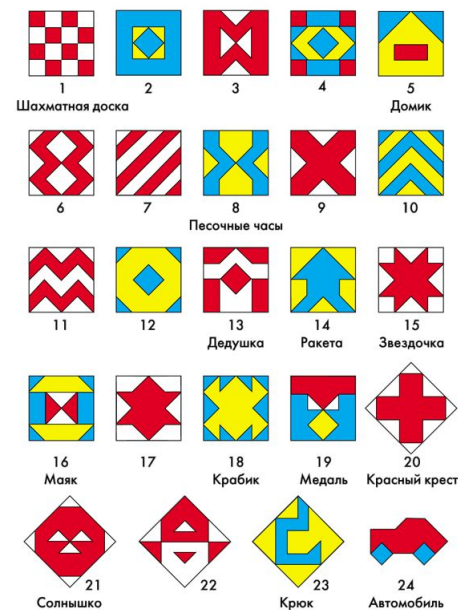 1 2 3 4 5
Шахматная доска Домик
6 7 8 9 10
Песочные часы
11 12 13 14 15
Дедушка Ракета Звездочка
16 17 18 19 20
Маяк Крабик Медаль Красный крест
21 22 23 24
Солнышко Крюк Автомобиль